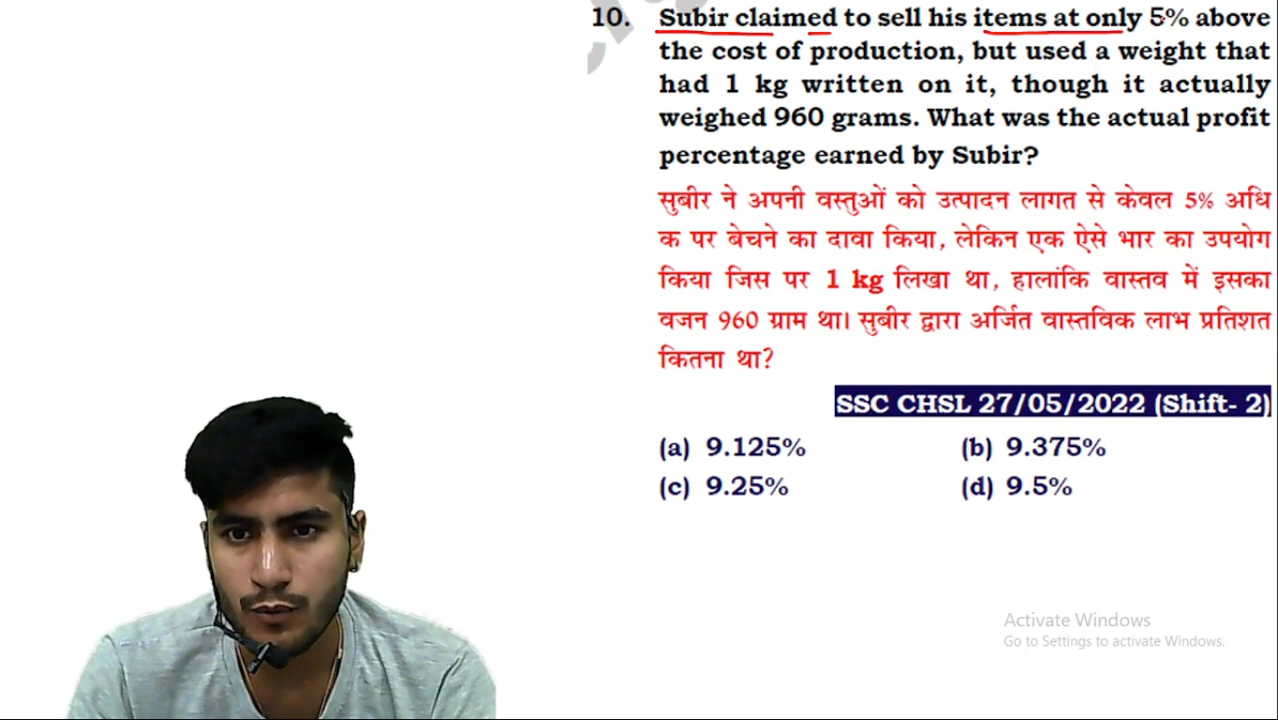 10. Subir claimed to sell his items at only 5% above
the cost of production, but used a weight that
had 1 kg written on it, though it actually
weighed 960 grams. What was the actual profit
percentage earned by Subir?
सुबीर ने अपनी वस्तुओं को उत्पादन लागत से केवल 5% अधि
क पर बेचने का दावा किया, लेकिन एक ऐसे भार का उपयोग
किया जिस पर 1 kg लिखा था, हालांकि वास्तव में इसका
वजन 960 ग्राम था। सुबीर द्वारा अर्जित वास्तविक लाभ प्रतिशत
कितना था?
SSC CHSL 27/05/2022 (Shift- 2)
(a) 9.125% (b) 9.375%
(c) 9.25% (d) 9.5%
Activate Windows
Go to Settings to activate Windows.